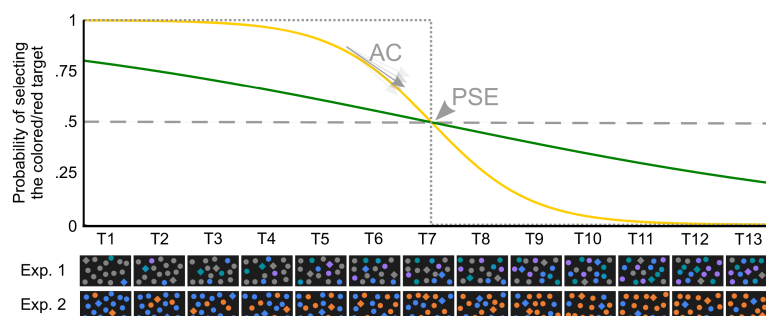 Probability of selecting
the colored/red target
1
.75
.5
.25
0
AC
PSE
T1 T2 T3 T4 T5 T6 T7 T8 T9 T10 T11 T12 T13
Exp. 1
Exp. 2